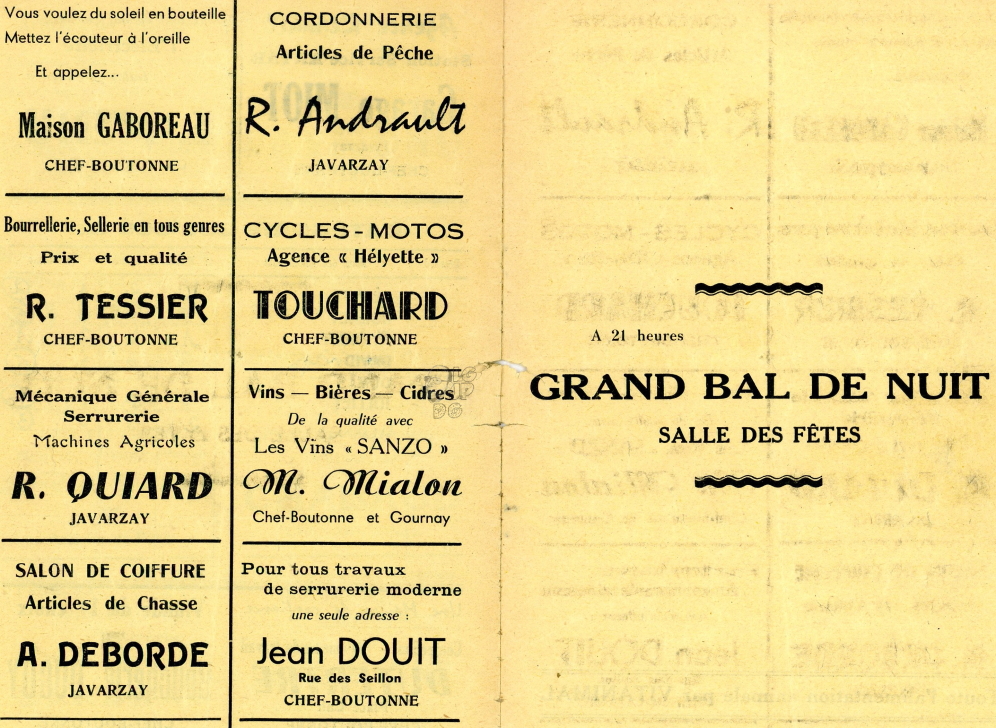 Vous voulez du soleil en bouteille
Mettez l'écouteur à l'oreille
Et appelez...
Maison GABOREAU
CHEF-BOUTONNE
Bourrellerie, Sellerie en tous genres
Prix et qualité
R. TESSIER
CHEF-BOUTONNE
Mécanique Générale
Serrurerie
Machines Agricoles
R. QUIARD
JAVARZAY
SALON DE COIFFURE
Articles de Chasse
A. DEBORDE
JAVARZAY
CORDONNERIE
Articles de Pêche
R. Andrault
JAVARZAY
CYCLES - MOTOS
Agence « Hélyette »
TOUCHARD
CHEF-BOUTONNE
Vins — Bières — Cidres
De la qualité avec
Les Vins « SANZO »
M. Mialon
Chef-Boutonne et Gournay
Pour tous travaux
de serrurerie moderne
une seule adresse :
Jean DOUIT
Rue des Seillon
CHEF-BOUTONNE
A 21 heures
GRAND BAL DE NUIT
SALLE DES FÊTES